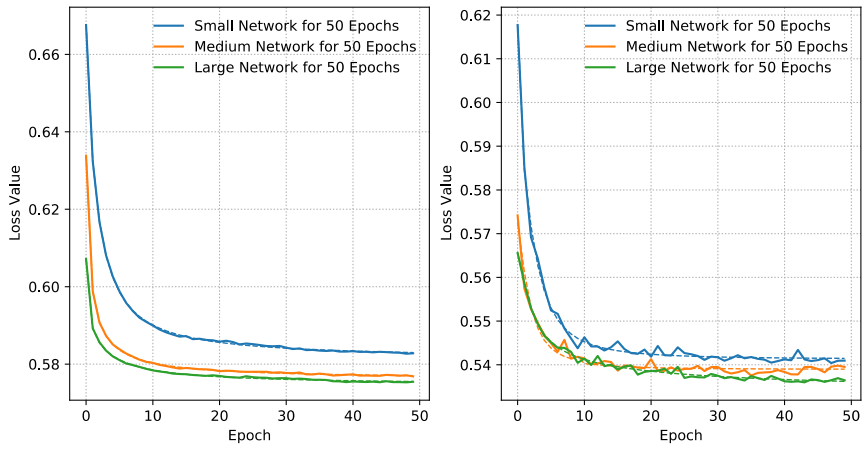 Small Network for 50 Epochs
Medium Network for 50 Epochs
Large Network for 50 Epochs
0.66
0.64
0.62
0.60
0.58
Loss Value
0
10
20
30
40
50
Epoch
Small Network for 50 Epochs
Medium Network for 50 Epochs
Large Network for 50 Epochs
0.62
0.61
0.60
0.59
0.58
0.57
0.56
0.55
0.54
Loss Value
0
10
20
30
40
50
Epoch